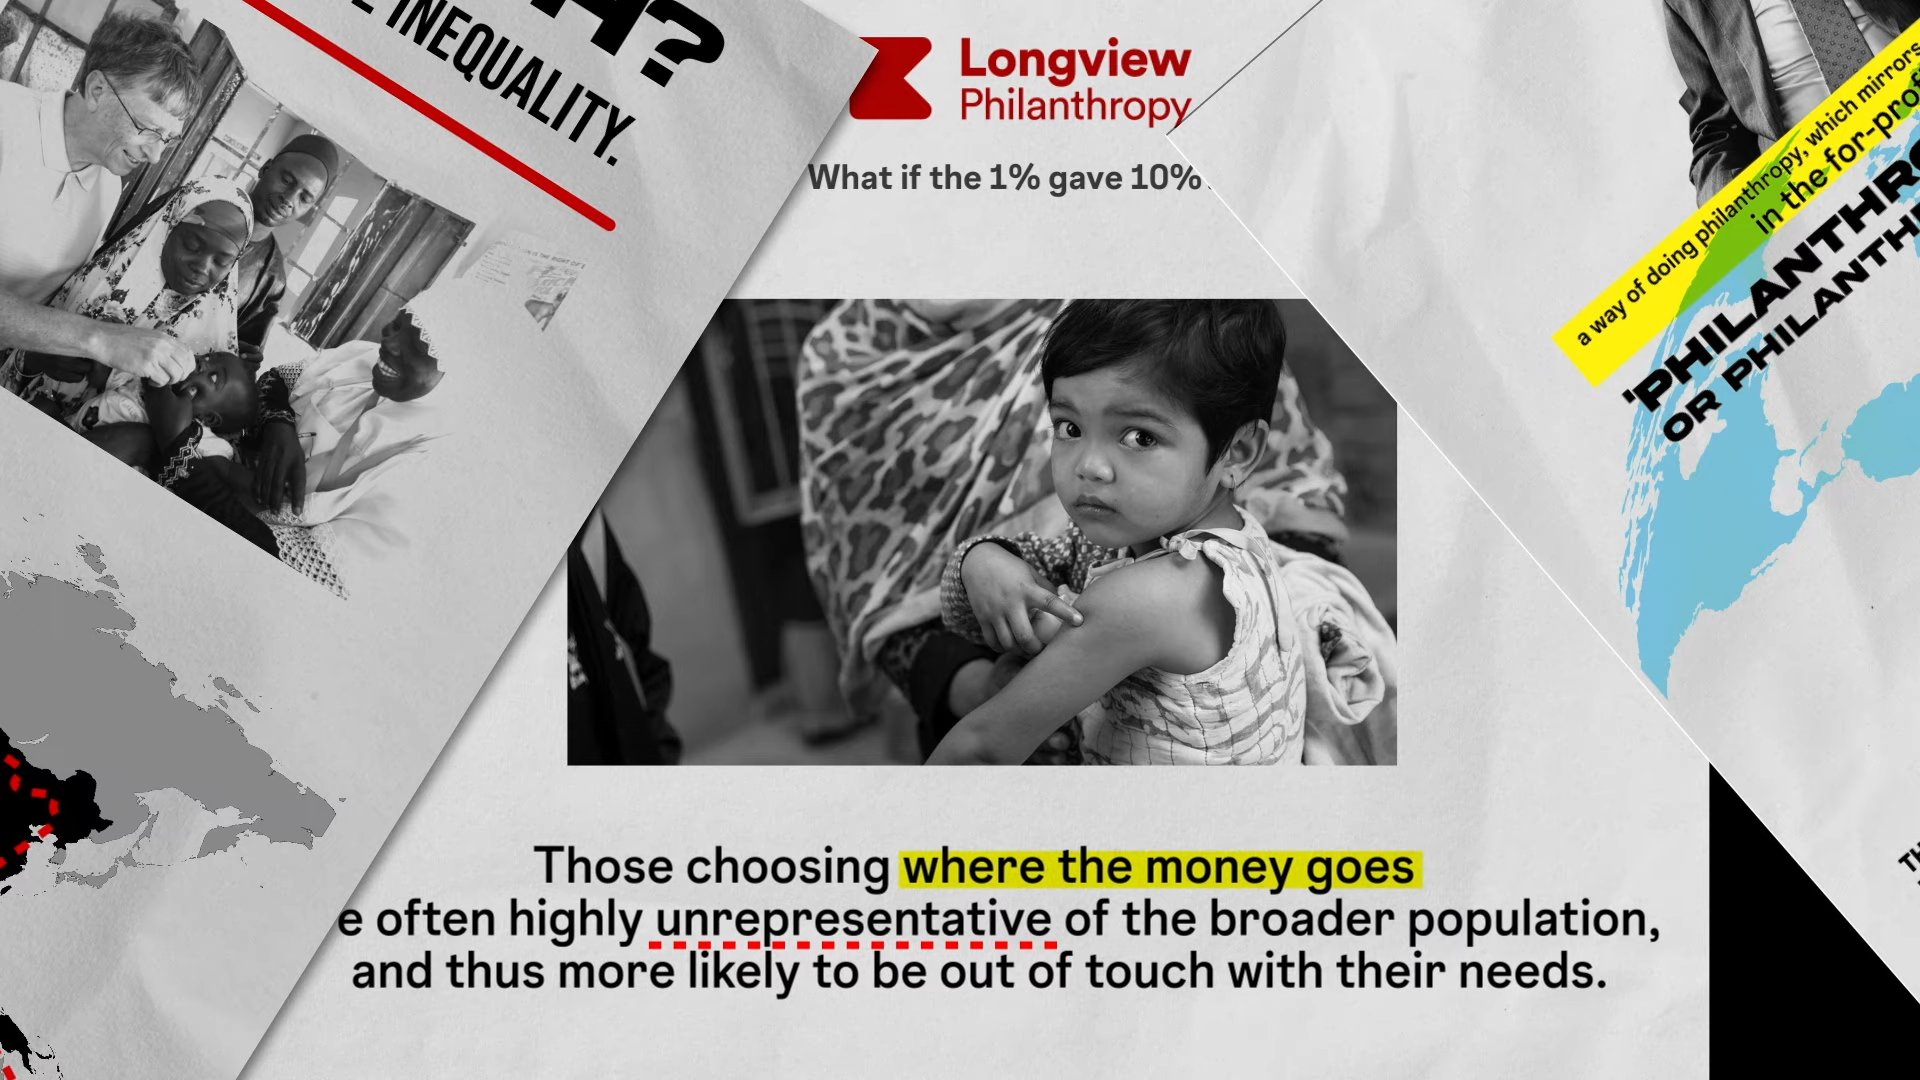 H?
E INEQUALITY.
Longview
Philanthropy
What if the 1% gave 10%
a way of doing philanthropy, which mirrors
in the for-prof
'PHILANTHRO
OR PHILANTH
Those choosing where the money goes
e often highly unrepresentative of the broader population,
and thus more likely to be out of touch with their needs.
TH